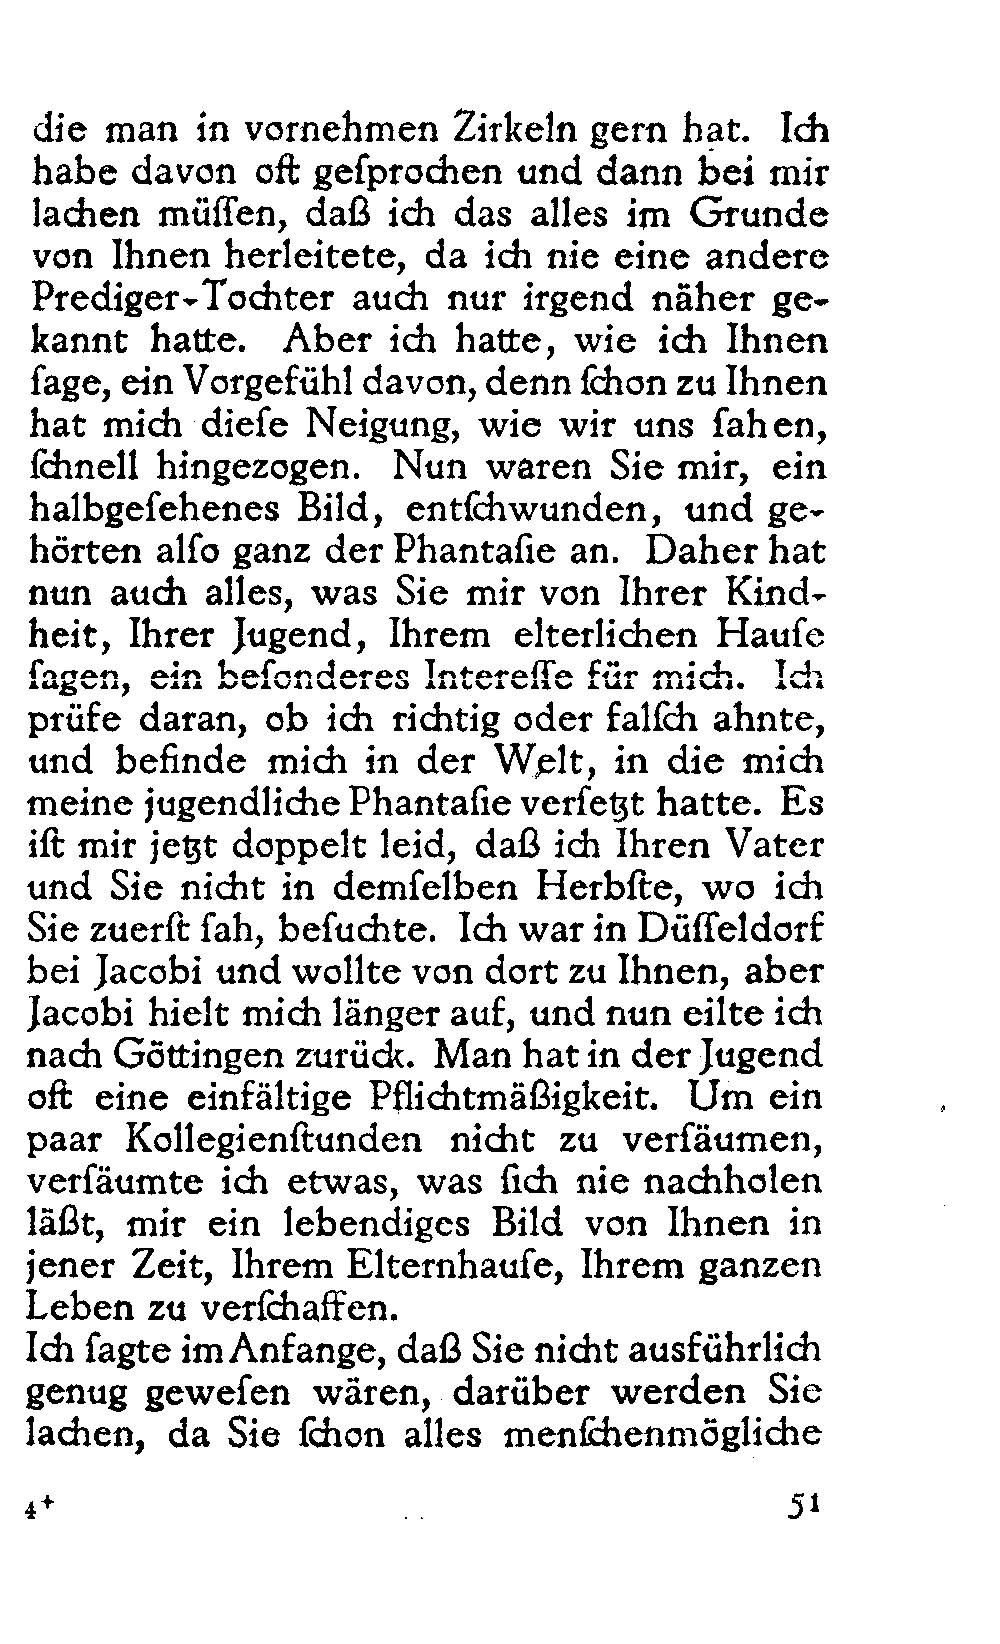 die man in vornehmen Zirkeln gern hat. Ich
habe davon oft geſprochen und dann bei mir
lachen müſſen, daß ich das alles im Grunde
von Ihnen herleitete, da ich nie eine andere
Prediger-Tochter auch nur irgend näher ge-
kannt hatte. Aber ich hatte, wie ich Ihnen
ſage, ein Vorgefühl davon, denn ſchon zu Ihnen
hat mich dieſe Neigung, wie wir uns ſahen,
ſchnell hingezogen. Nun waren Sie mir, ein
halbgeſehenes Bild, entſchwunden, und ge-
hörten alſo ganz der Phantaſie an. Daher hat
nun auch alles, was Sie mir von Ihrer Kind-
heit, Ihrer Jugend, Ihrem elterlichen Hauſe
ſagen, ein beſonderes Intereſſe für mich. Ich
prüfe daran, ob ich richtig oder falſch ahnte,
und befinde mich in der Welt, in die mich
meine jugendliche Phantaſie verſetzt hatte. Es
iſt mir jetzt doppelt leid, daß ich Ihren Vater
und Sie nicht in demſelben Herbſte, wo ich
Sie zuerſt ſah, beſuchte. Ich war in Düſſeldorf
bei Jacobi und wollte von dort zu Ihnen, aber
Jacobi hielt mich länger auf, und nun eilte ich
nach Göttingen zurück. Man hat in der Jugend
oft eine einfältige Pflichtmäßigkeit. Um ein
paar Kollegienſtunden nicht zu verſäumen,
verſäumte ich etwas, was ſich nie nachholen
läßt, mir ein lebendiges Bild von Ihnen in
jener Zeit, Ihrem Elternhauſe, Ihrem ganzen
Leben zu verſchaffen.
Ich ſagte im Anfange, daß Sie nicht ausführlich
genug geweſen wären, darüber werden Sie
lachen, da Sie ſchon alles menſchenmögliche
4+ 51